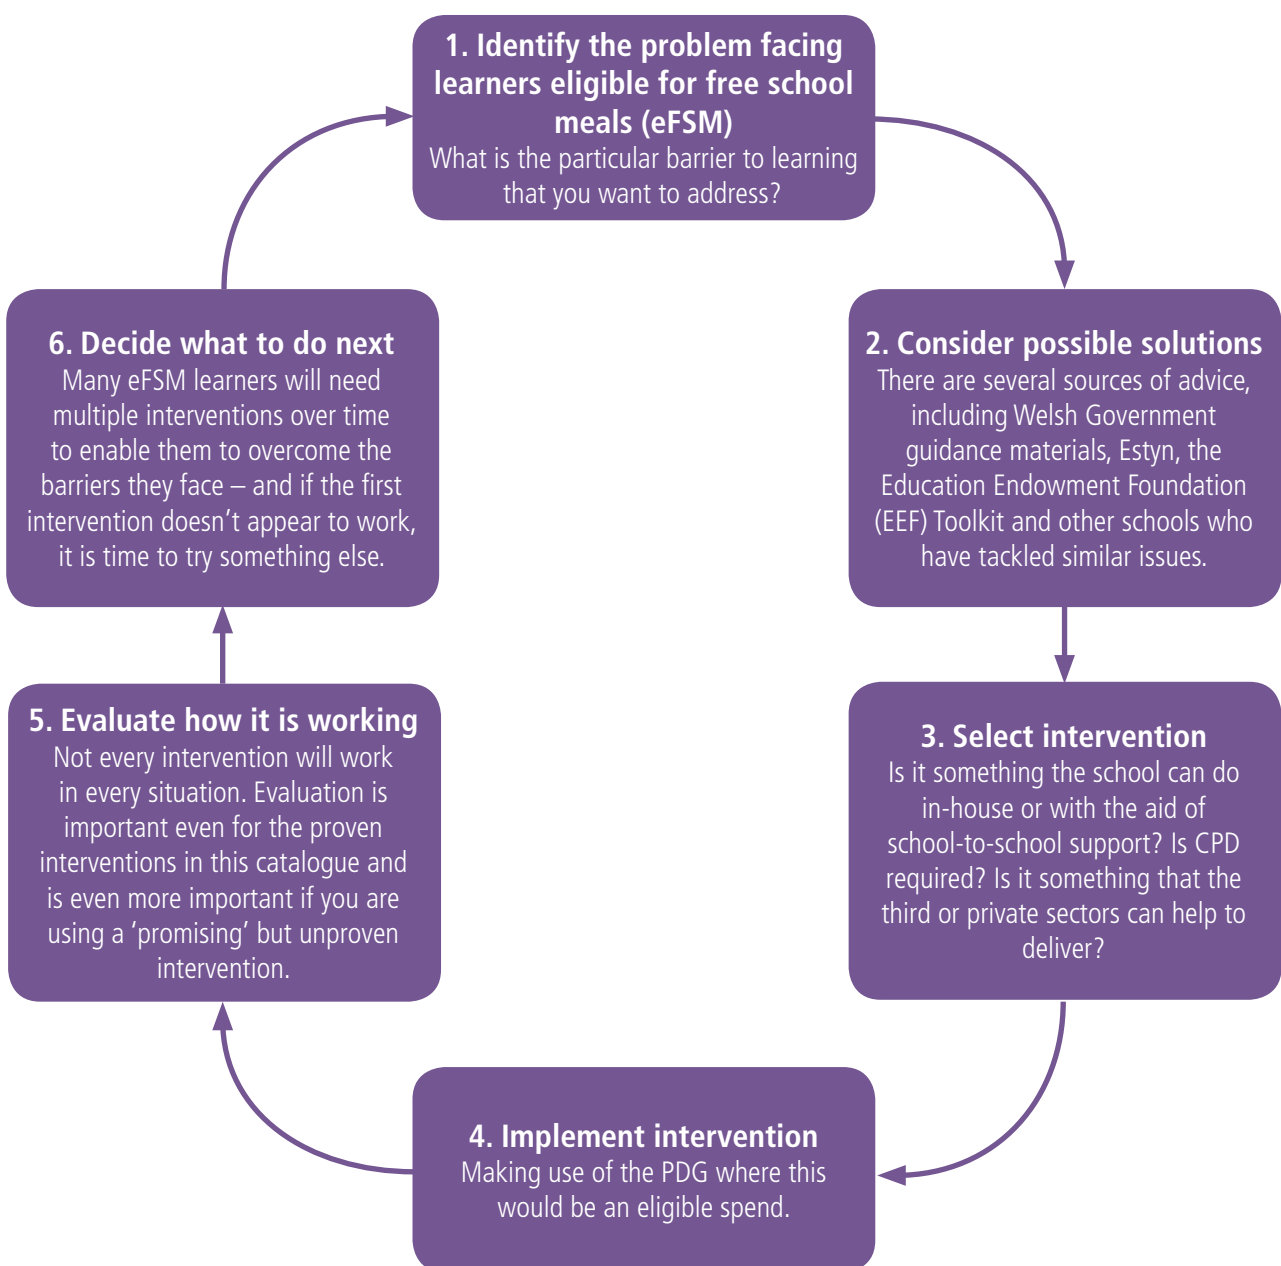 1. Identify the problem facing
learners eligible for free school
meals (eFSM)
What is the particular barrier to learning
that you want to address?
2. Consider possible solutions
There are several sources of advice,
including Welsh Government
guidance materials, Estyn, the
Education Endowment Foundation
(EEF) Toolkit and other schools who
have tackled similar issues.
3. Select intervention
Is it something the school can do
in-house or with the aid of
school-to-school support? Is CPD
required? Is it something that the
third or private sectors can help to
deliver?
4. Implement intervention
Making use of the PDG where this
would be an eligible spend.
5. Evaluate how it is working
Not every intervention will work
in every situation. Evaluation is
important even for the proven
interventions in this catalogue and
is even more important if you are
using a ‘promising’ but unproven
intervention.
6. Decide what to do next
Many eFSM learners will need
multiple interventions over time
to enable them to overcome the
barriers they face – and if the first
intervention doesn’t appear to work,
it is time to try something else.